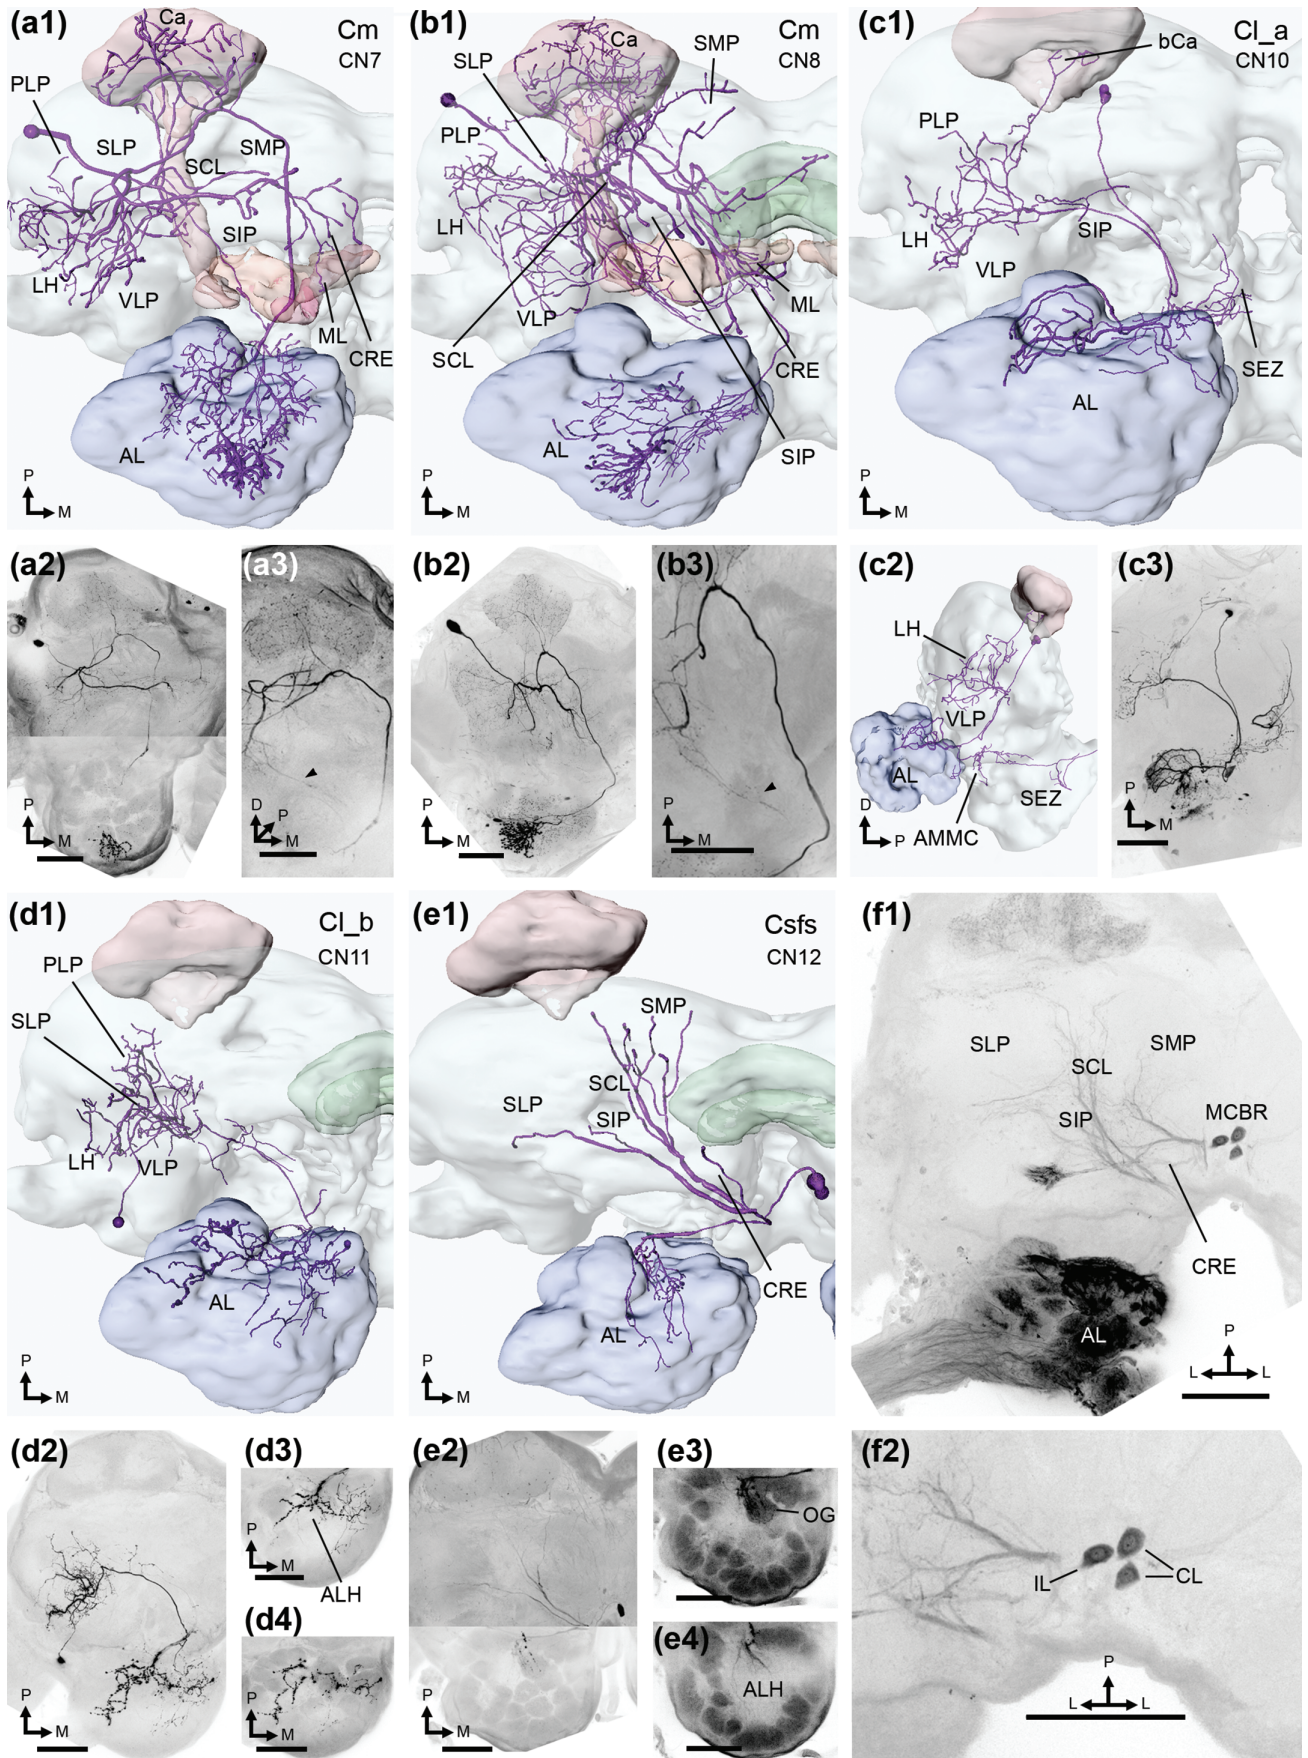 (a1)
Ca
Cm
CN7
PLP
SLP
SCL
SMP
SIP
LH
VLP
ML
CRE
AL
P
M
(b1)
Ca
Cm
CN8
SLP
SMP
PLP
LH
VLP
SCL
ML
CRE
SIP
AL
P
M
(c1)
bCa
Cl_a
CN10
PLP
LH
SIP
VLP
SEZ
AL
P
M
(a2)
P
M
(a3)
D
P
M
(b2)
P
M
(b3)
P
M
(c2)
LH
VLP
AL
SEZ
AMMC
D
P
(c3)
P
M
(d1)
Cl_b
CN11
PLP
SLP
LH
VLP
AL
P
M
(e1)
Csfs
CN12
SMP
SCL
SLP
SIP
CRE
AL
P
M
(f1)
SLP
SMP
SCL
SIP
MCBR
CRE
AL
P
L
L
(d2)
P
M
(d3)
P
M
ALH
(d4)
P
M
(e2)
P
M
(e3)
OG
(e4)
ALH
(f2)
IL
CL
P
L
L